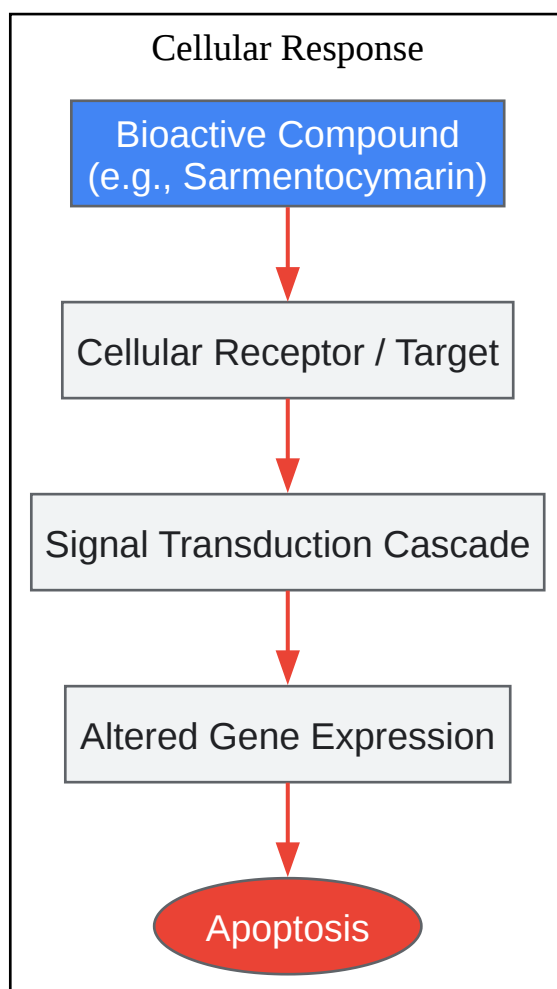 Cellular Response
Bioactive Compound
(e.g., Sarmentocymarin)
Cellular Receptor / Target
Signal Transduction Cascade
Altered Gene Expression
Apoptosis